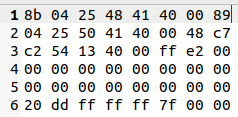 1 8b 04 25 48 41 40 00 89
2 04 25 50 41 40 00 48 c7
3 c2 54 13 40 00 ff e2 00
4 00 00 00 00 00 00 00 00
5 00 00 00 00 00 00 00 00
6 20 dd ff ff ff 7f 00 00